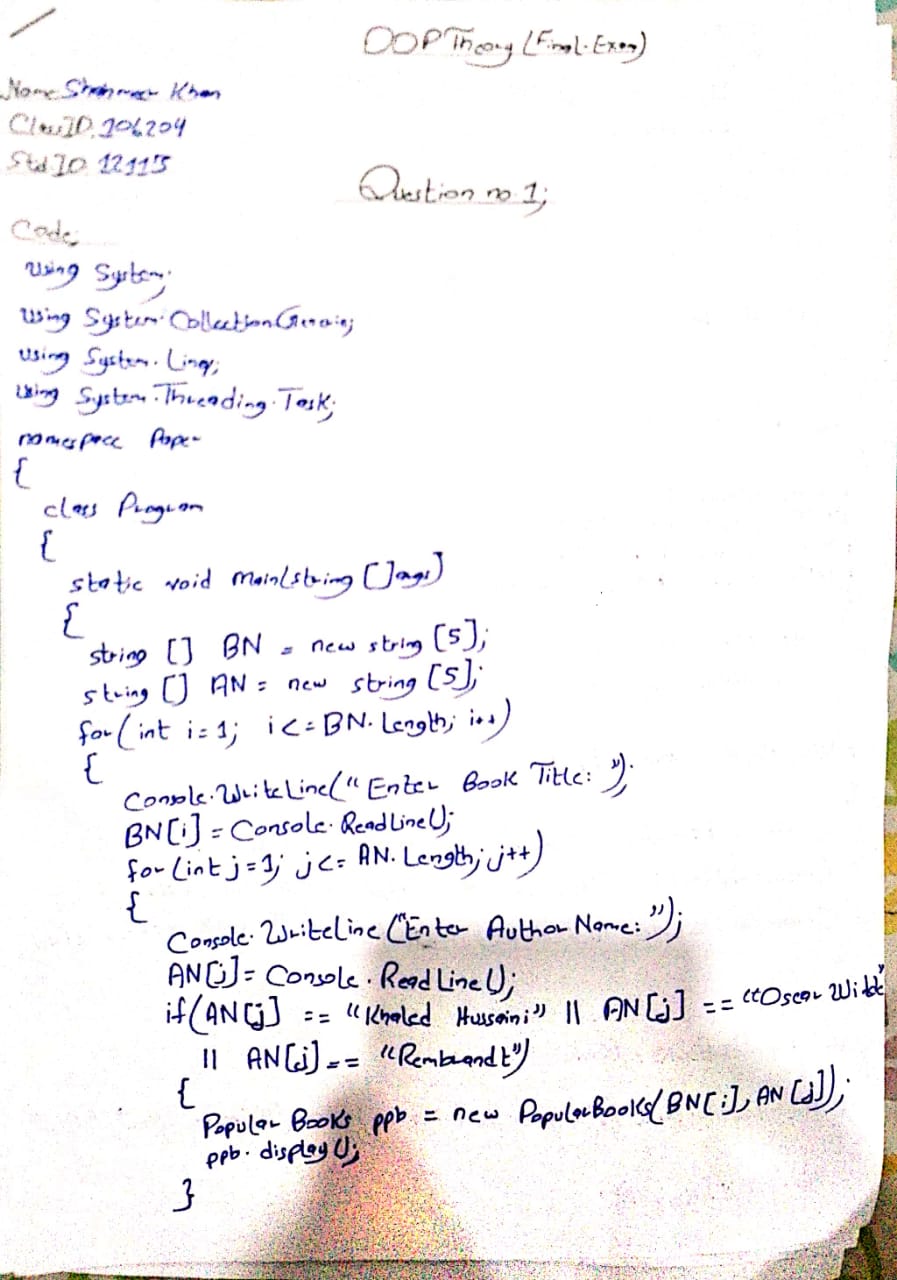 OOP Theory (Final-Exam)
Name Shahmeer Khan
Class ID. 106204
Std ID 12115
Question no 1;
Code;
using System;
using System.Collection Generic;
using System.Linq;
using System.Threading.Task;
namespace Paper
{
class Program
{
static void Main(string []args)
{
string [] BN = new string [5];
string [] AN = new string [5];
for(int i=1; i<=BN.Length; i++)
{
Console.WriteLine("Enter Book Title: ");
BN[i] = Console.ReadLine();
for(int j=1; j<= AN.Length; j++)
{
Console.WriteLine("Enter Author Name: ");
AN[j] = Console.ReadLine();
if(AN[j] == "Khaled Hussaini" || AN[j] == "Oscar Wilde"
|| AN[j] == "Rembrandt")
{
Popular Books ppb = new PopularBooks(BN[i], AN[j]);
ppb.display();
}